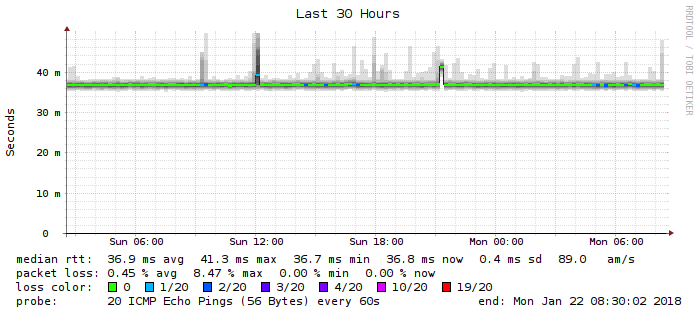 Last 30 Hours
RRDTOOL / TOBI OETIKER
Seconds
40 m
30 m
20 m
10 m
0
Sun 06:00 Sun 12:00 Sun 18:00 Mon 00:00 Mon 06:00
median rtt: 36.9 ms avg 41.3 ms max 36.7 ms min 36.8 ms now 0.4 ms sd 89.0 am/s
packet loss: 0.45 % avg 8.47 % max 0.00 % min 0.00 % now
loss color: 0 1/20 2/20 3/20 4/20 10/20 19/20
probe: 20 ICMP Echo Pings (56 Bytes) every 60s end: Mon Jan 22 08:30:02 2018